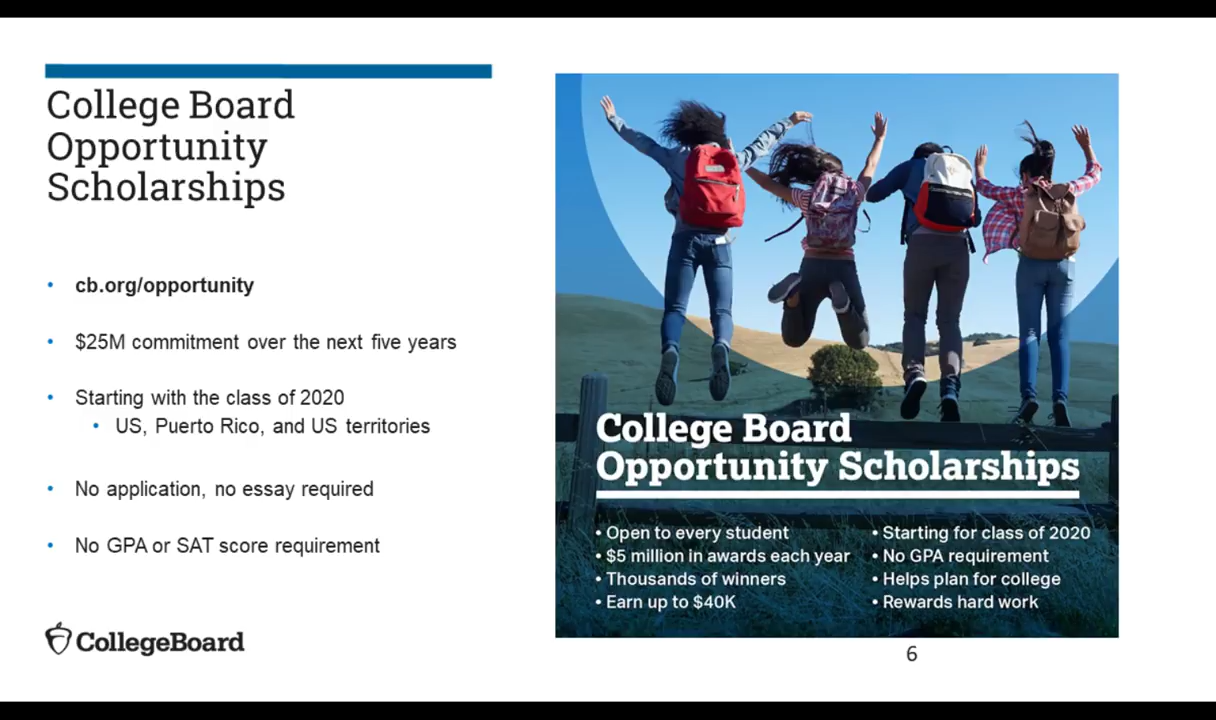 College Board
Opportunity
Scholarships
• cb.org/opportunity
• $25M commitment over the next five years
• Starting with the class of 2020
• US, Puerto Rico, and US territories
• No application, no essay required
• No GPA or SAT score requirement
CollegeBoard
College Board
Opportunity Scholarships
• Open to every student
• $5 million in awards each year
• Thousands of winners
• Earn up to $40K
• Starting for class of 2020
• No GPA requirement
• Helps plan for college
• Rewards hard work
6